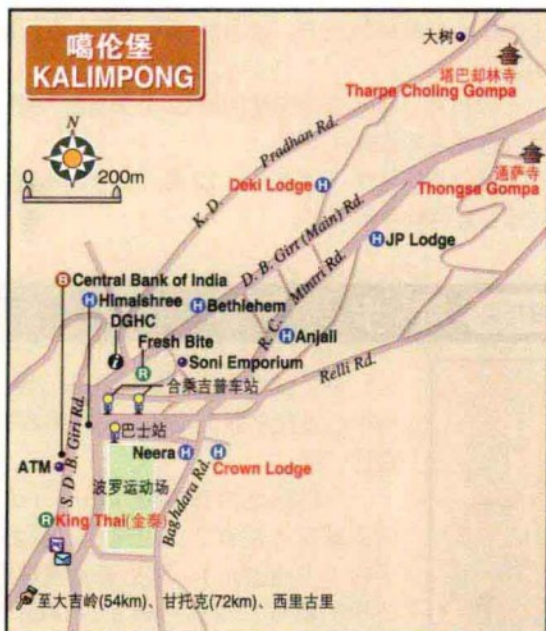 噶伦堡
KALIMPONG
大树
塔巴却林寺
Tharpe Choling Gompa
N
0 200m
K. D. Pradhan Rd.
Deki Lodge H
通萨寺
Thongsa Gompa
D. B. Girt (Main) Rd.
H JP Lodge
R. C. Mintri Rd.
B Central Bank of India
H Himalshree
H Bethlehem
DGHC
Fresh Bite
H Anjali
i
R
Soni Emporium
Relli Rd.
合乘吉普车站
S. D. B. Giri Rd.
巴士站
ATM
Neera H
H
Crown Lodge
波罗运动场
Baghdara Rd.
R King Thai(金泰)
至大吉岭(54km)、甘托克(72km)、西里古里